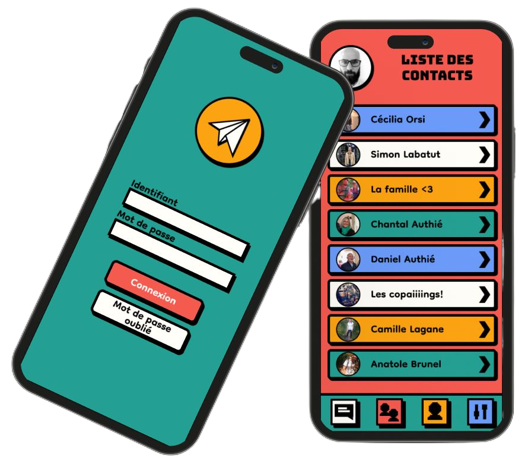 Identifiant
Mot de passe
Connexion
Mot de passe
oublié
LISTE DES
CONTACTS
Cécilia Orsi
Simon Labatut
La famille <3
Chantal Authié
Daniel Authié
Les copaiiiings!
Camille Lagane
Anatole Brunel